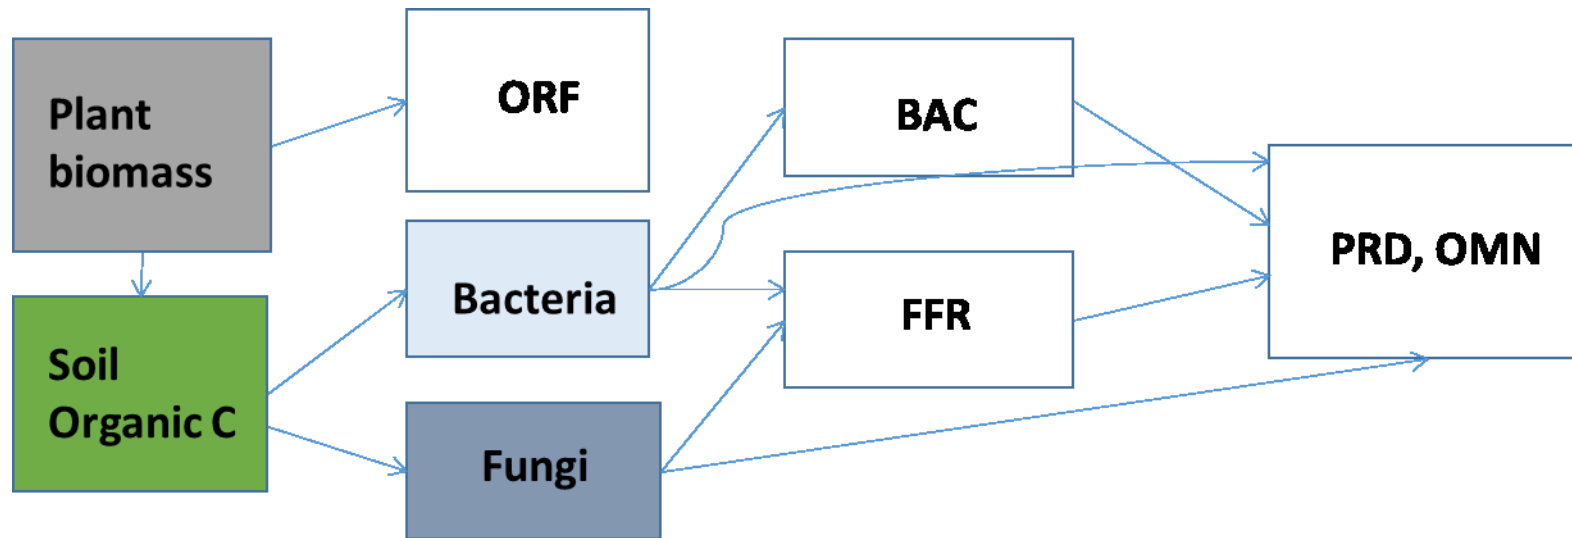 Plant
biomass
ORF
BAC
PRD, OMN
Bacteria
FFR
Soil
Organic C
Fungi